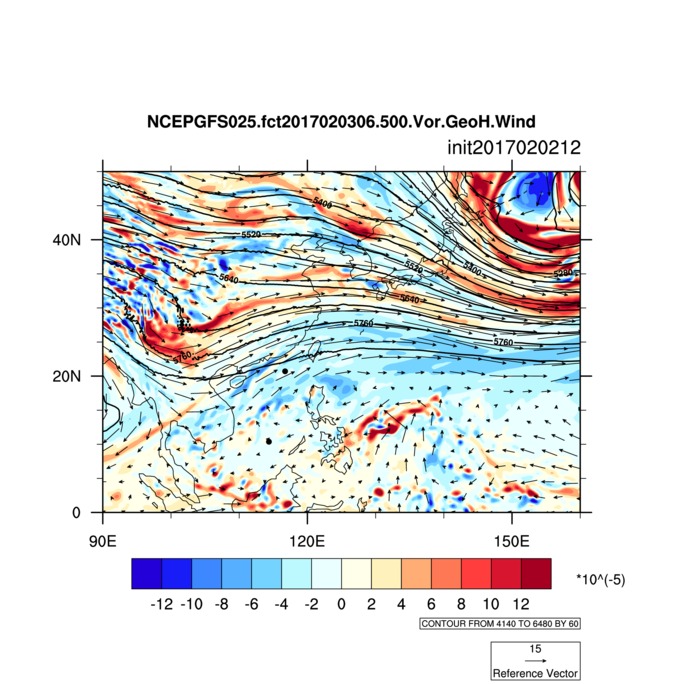 NCEPGFS025.fct2017020306.500.Vor.GeoH.Wind
init2017020212
5400
40N
5520
5520
5400
5280
5640
5640
5760
5760
5760
20N
0
90E 120E 150E
-12 -10 -8 -6 -4 -2 0 2 4 6 8 10 12
*10^(-5)
CONTOUR FROM 4140 TO 6480 BY 60
15
Reference Vector